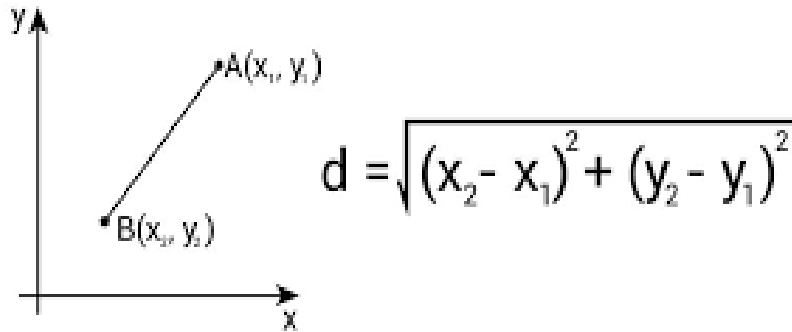 y
A(x₁, y₁)
d = √(x₂ - x₁)² + (y₂ - y₁)²
B(x₂, y₂)
x